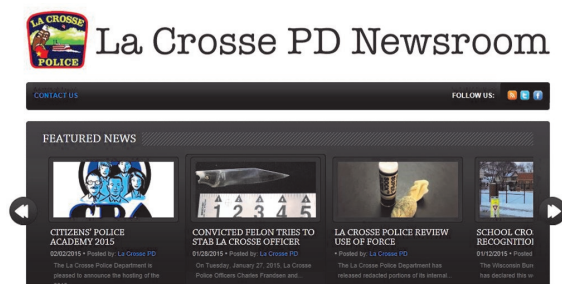 LA CROSSE
POLICE
La Crosse PD Newsroom
CONTACT US
FOLLOW US:
FEATURED NEWS
1 2 3 4 5
CITIZENS' POLICE
ACADEMY 2015
02/02/2015 • Posted by: La Crosse PD
The La Crosse Police Department is
pleased to announce the hosting of the
CONVICTED FELON TRIES TO
STAB LA CROSSE OFFICER
01/28/2015 • Posted by: La Crosse PD
On Tuesday, January 27, 2015, La Crosse
Police Officers Charles Frandsen and...
LA CROSSE POLICE REVIEW
USE OF FORCE
• Posted by: La Crosse PD
The La Crosse Police Department has
released redacted portions of its internal...
SCHOOL CRO
RECOGNITIO
01/12/2015 • Posted
The Wisconsin Bur
has declared this w